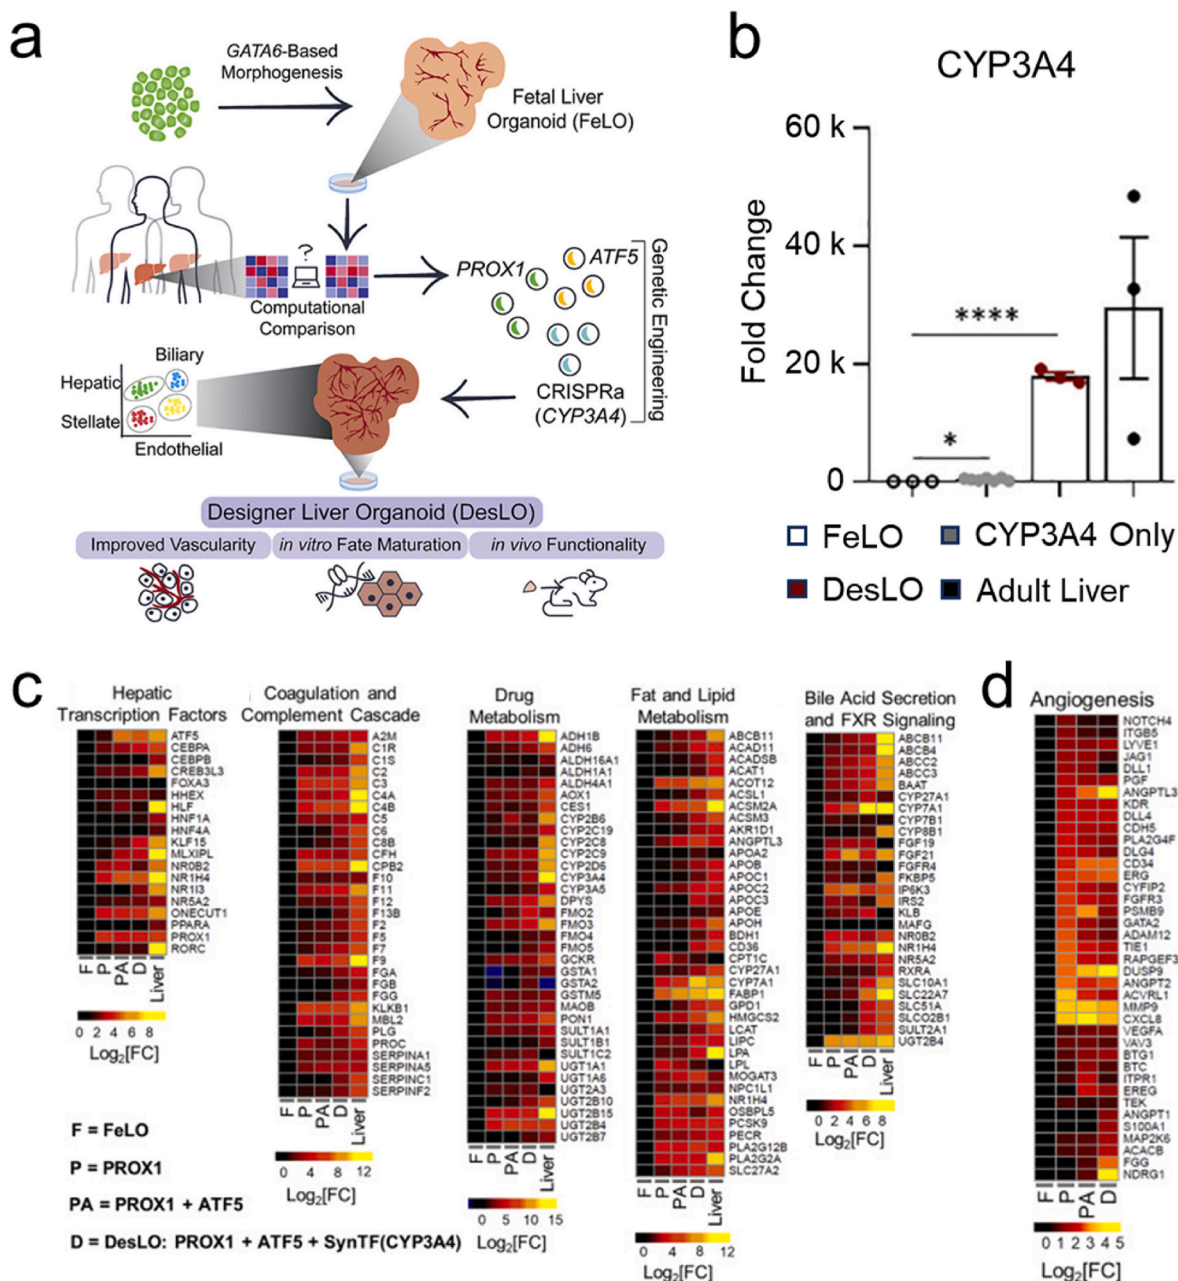 a
GATA6-Based
Morphogenesis
Fetal Liver
Organoid (FeLO)
?
Computational
Comparison
PROX1
ATF5
CRISPRa
(CYP3A4)
Genetic Engineering
Biliary
Hepatic
Stellate
Endothelial
Designer Liver Organoid (DesLO)
Improved Vascularity
in vitro Fate Maturation
in vivo Functionality
b
CYP3A4
Fold Change
60 k
40 k
20 k
0
****
*
FeLO
CYP3A4 Only
DesLO
Adult Liver
c
Hepatic
Transcription Factors
ATF5
CEBPA
CEBPB
CREB3L3
FOXA3
HHEX
HLF
HNF1A
HNF4A
KLF15
MLXIPL
NR0B2
NR1H4
NR1I3
NR5A2
ONECUT1
PPARA
PROX1
RORC
F
P
PA
D
Liver
0 2 4 6 8
Log2[FC]
F = FeLO
P = PROX1
PA = PROX1 + ATF5
D = DesLO: PROX1 + ATF5 + SynTF(CYP3A4)
Coagulation and
Complement Cascade
A2M
C1R
C1S
C2
C3
C4A
C4B
C5
C6
C8B
CFH
CPB2
F10
F11
F12
F13B
F2
F5
F7
F9
FGA
FGB
FGG
KLKB1
MBL2
PLG
PROC
SERPINA1
SERPINA5
SERPINC1
SERPINF2
F
P
PA
D
Liver
0 4 8 12
Log2[FC]
Drug
Metabolism
ADH1B
ADH6
ALDH16A1
ALDH1A1
ALDH4A1
AOX1
CES1
CYP2B6
CYP2C19
CYP2C8
CYP2C9
CYP2D6
CYP3A4
CYP3A5
DPYS
FMO2
FMO3
FMO4
FMO5
GCKR
GSTA1
GSTA2
GSTM5
MAOB
PON1
SULT1A1
SULT1B1
SULT1C2
UGT1A1
UGT1A6
UGT2A3
UGT2B10
UGT2B15
UGT2B4
UGT2B7
F
P
PA
D
Liver
0 5 10 15
Log2[FC]
Fat and Lipid
Metabolism
ABCB11
ACAD11
ACADSB
ACAT1
ACOT12
ACSL1
ACSM2A
ACSM3
AKR1D1
ANGPTL3
APOA2
APOB
APOC1
APOC2
APOC3
APOE
APOH
BDH1
CD36
CPT1C
CYP27A1
CYP7A1
FABP1
GPD1
HMGCS2
LCAT
LIPC
LPA
LPL
MOGAT3
NPC1L1
NR1H4
OSBPL5
PCSK9
PECR
PLA2G12B
PLA2G2A
SLC27A2
F
P
PA
D
Liver
0 4 8 12
Log2[FC]
Bile Acid Secretion
and FXR Signaling
ABCB11
ABCB4
ABCC2
ABCC3
BAAT
CYP27A1
CYP7A1
CYP7B1
CYP8B1
FGF19
FGF21
FGFR4
FKBP5
IP6K3
IRS2
KLB
MAFG
NR0B2
NR1H4
NR5A2
RXRA
SLC10A1
SLC22A7
SLC51A
SLCO2B1
SULT2A1
UGT2B4
F
P
PA
D
Liver
0 2 4 6 8
Log2[FC]
d
Angiogenesis
NOTCH4
ITGB5
LYVE1
JAG1
DLL1
PGF
ANGPTL3
KDR
DLL4
CDH5
PLA2G4F
DLG4
CD34
ERG
CYFIP2
FGFR3
PSMB9
GATA2
ADAM12
TIE1
RAPGEF3
DUSP9
ANGPT2
ACVRL1
MMP9
CXCL8
VEGFA
VAV3
BTG1
BTC
ITPR1
EREG
TEK
ANGPT1
S100A1
MAP2K6
ACACB
FGG
NDRG1
F
P
PA
D
0 1 2 3 4 5
Log2[FC]